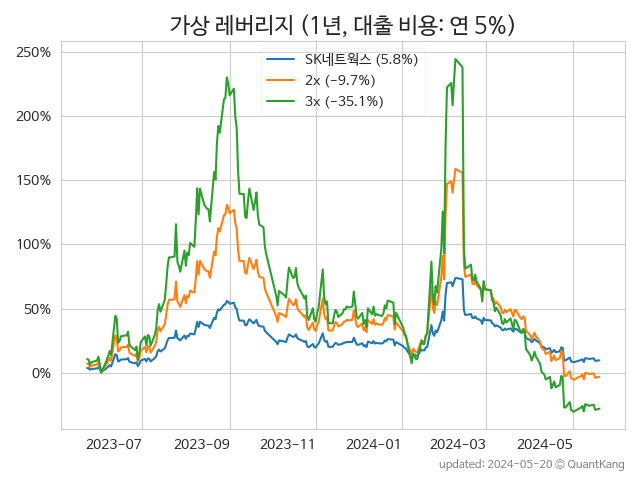 가상 레버리지 (1년, 대출 비용: 연 5%)
250%
200%
150%
100%
50%
0%
SK네트웍스 (5.8%)
2x (−9.7%)
3x (−35.1%)
2023-07
2023-09
2023-11
2024-01
2024-03
2024-05
updated: 2024-05-20 © QuantKang